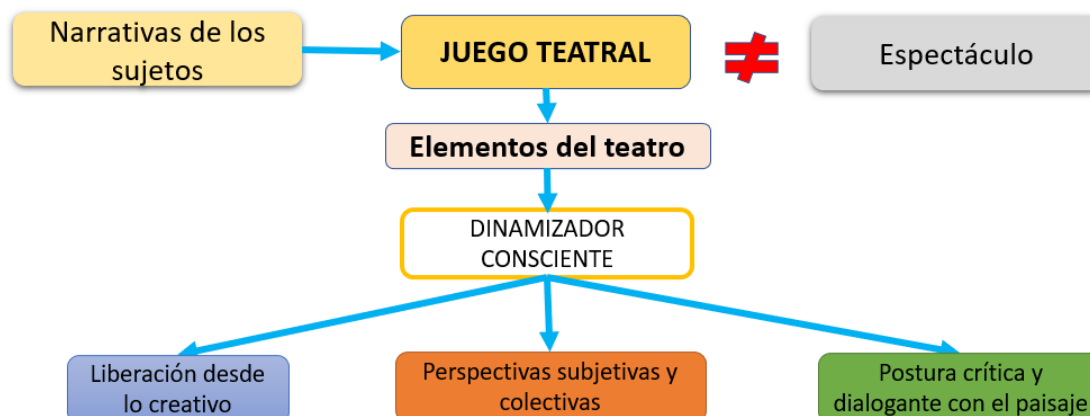 Narrativas de los
sujetos
JUEGO TEATRAL
≠
Espectáculo
Elementos del teatro
DINAMIZADOR
CONSCIENTE
Liberación desde
lo creativo
Perspectivas subjetivas y
colectivas
Postura crítica y
dialogante con el paisaje